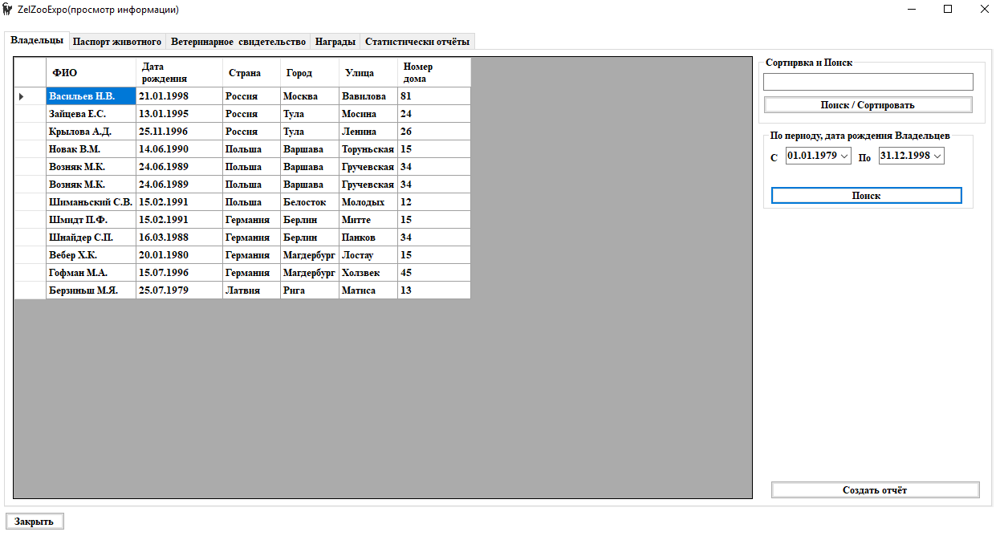 ZelZooExpo(просмотр информации)
Владельцы Паспорт животного Ветеринарное свидетельство Награды Статистически отчёты
ФИО Дата рождения Страна Город Улица Номер дома
Васильев Н.В. 21.01.1998 Россия Москва Вавилова 81
Зайцева Е.С. 13.01.1995 Россия Тула Мосина 24
Крылова А.Д. 25.11.1996 Россия Тула Ленина 26
Новак В.М. 14.06.1990 Польша Варшава Торуньская 15
Возняк М.К. 24.06.1989 Польша Варшава Гручевская 34
Возняк М.К. 24.06.1989 Польша Варшава Гручевская 34
Шиманьский С.В. 15.02.1991 Польша Белосток Молодых 12
Шмидт П.Ф. 15.02.1991 Германия Берлин Митте 15
Шнайдер С.П. 16.03.1988 Германия Берлин Панков 34
Вебер Х.К. 20.01.1980 Германия Магдербург Лостау 15
Гофман М.А. 15.07.1996 Германия Магдербург Холзвек 45
Берзиньш М.Я. 25.07.1979 Латвия Рига Матиса 13
Сортирвка и Поиск
Поиск / Сортировать
По периоду, дата рождения Владельцев
С 01.01.1979 По 31.12.1998
Поиск
Создать отчёт
Закрыть